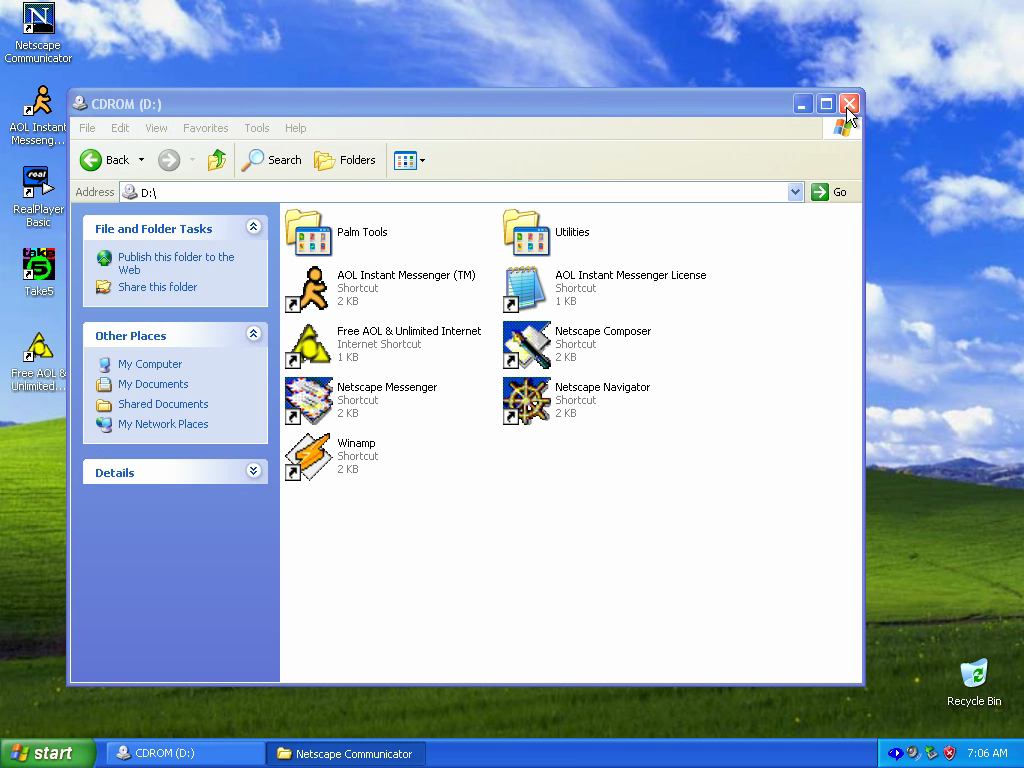 Netscape
Communicator
AOL Instant
Messeng...
real
RealPlayer
Basic
take
5
Take5
Free AOL &
Unlimited...
CDROM (D:)
File Edit View Favorites Tools Help
Back Search Folders
Address D:\ Go
File and Folder Tasks
Publish this folder to the
Web
Share this folder
Other Places
My Computer
My Documents
Shared Documents
My Network Places
Details
Palm Tools
Utilities
AOL Instant Messenger (TM)
Shortcut
2 KB
AOL Instant Messenger License
Shortcut
1 KB
Free AOL & Unlimited Internet
Internet Shortcut
1 KB
Netscape Composer
Shortcut
2 KB
Netscape Messenger
Shortcut
2 KB
Netscape Navigator
Shortcut
2 KB
Winamp
Shortcut
2 KB
Recycle Bin
start CDROM (D:) Netscape Communicator 7:06 AM